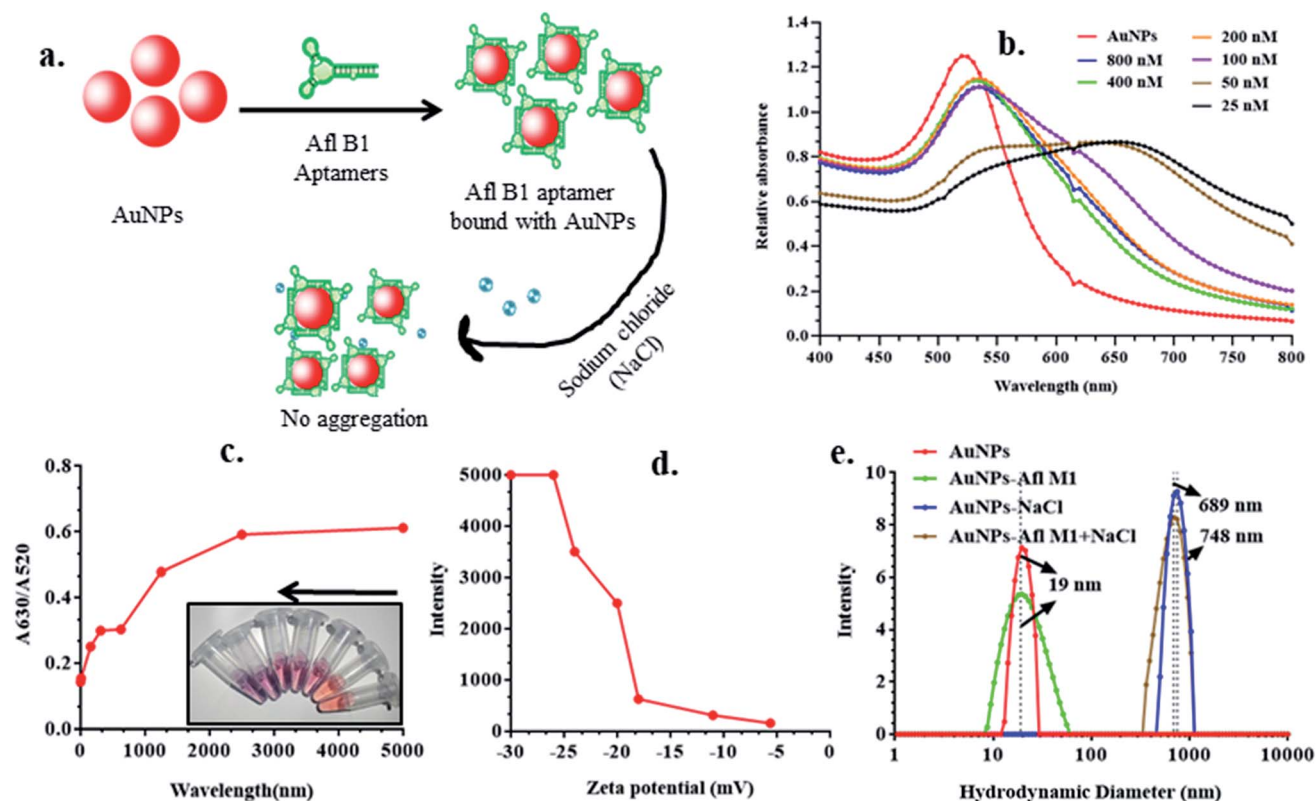 a.
AuNPs
Afl B1
Aptamers
Afl B1 aptamer
bound with AuNPs
Sodium chloride
(NaCl)
No aggregation
b.
AuNPs
800 nM
400 nM
200 nM
100 nM
50 nM
25 nM
Relative absorbance
1.4
1.2
1.0
0.8
0.6
0.4
0.2
0.0
400
450
500
550
600
650
700
750
800
Wavelength (nm)
c.
A630/A520
0.8
0.6
0.4
0.2
0.0
0
1000
2000
3000
4000
5000
Wavelength(nm)
d.
Intensity
5000
4000
3000
2000
1000
0
-30
-25
-20
-15
-10
-5
0
Zeta potential (mV)
e.
AuNPs
AuNPs-Afl M1
AuNPs-NaCl
AuNPs-Afl M1+NaCl
Intensity
10
8
6
4
2
0
19 nm
689 nm
748 nm
1
10
100
1000
10000
Hydrodynamic Diameter (nm)